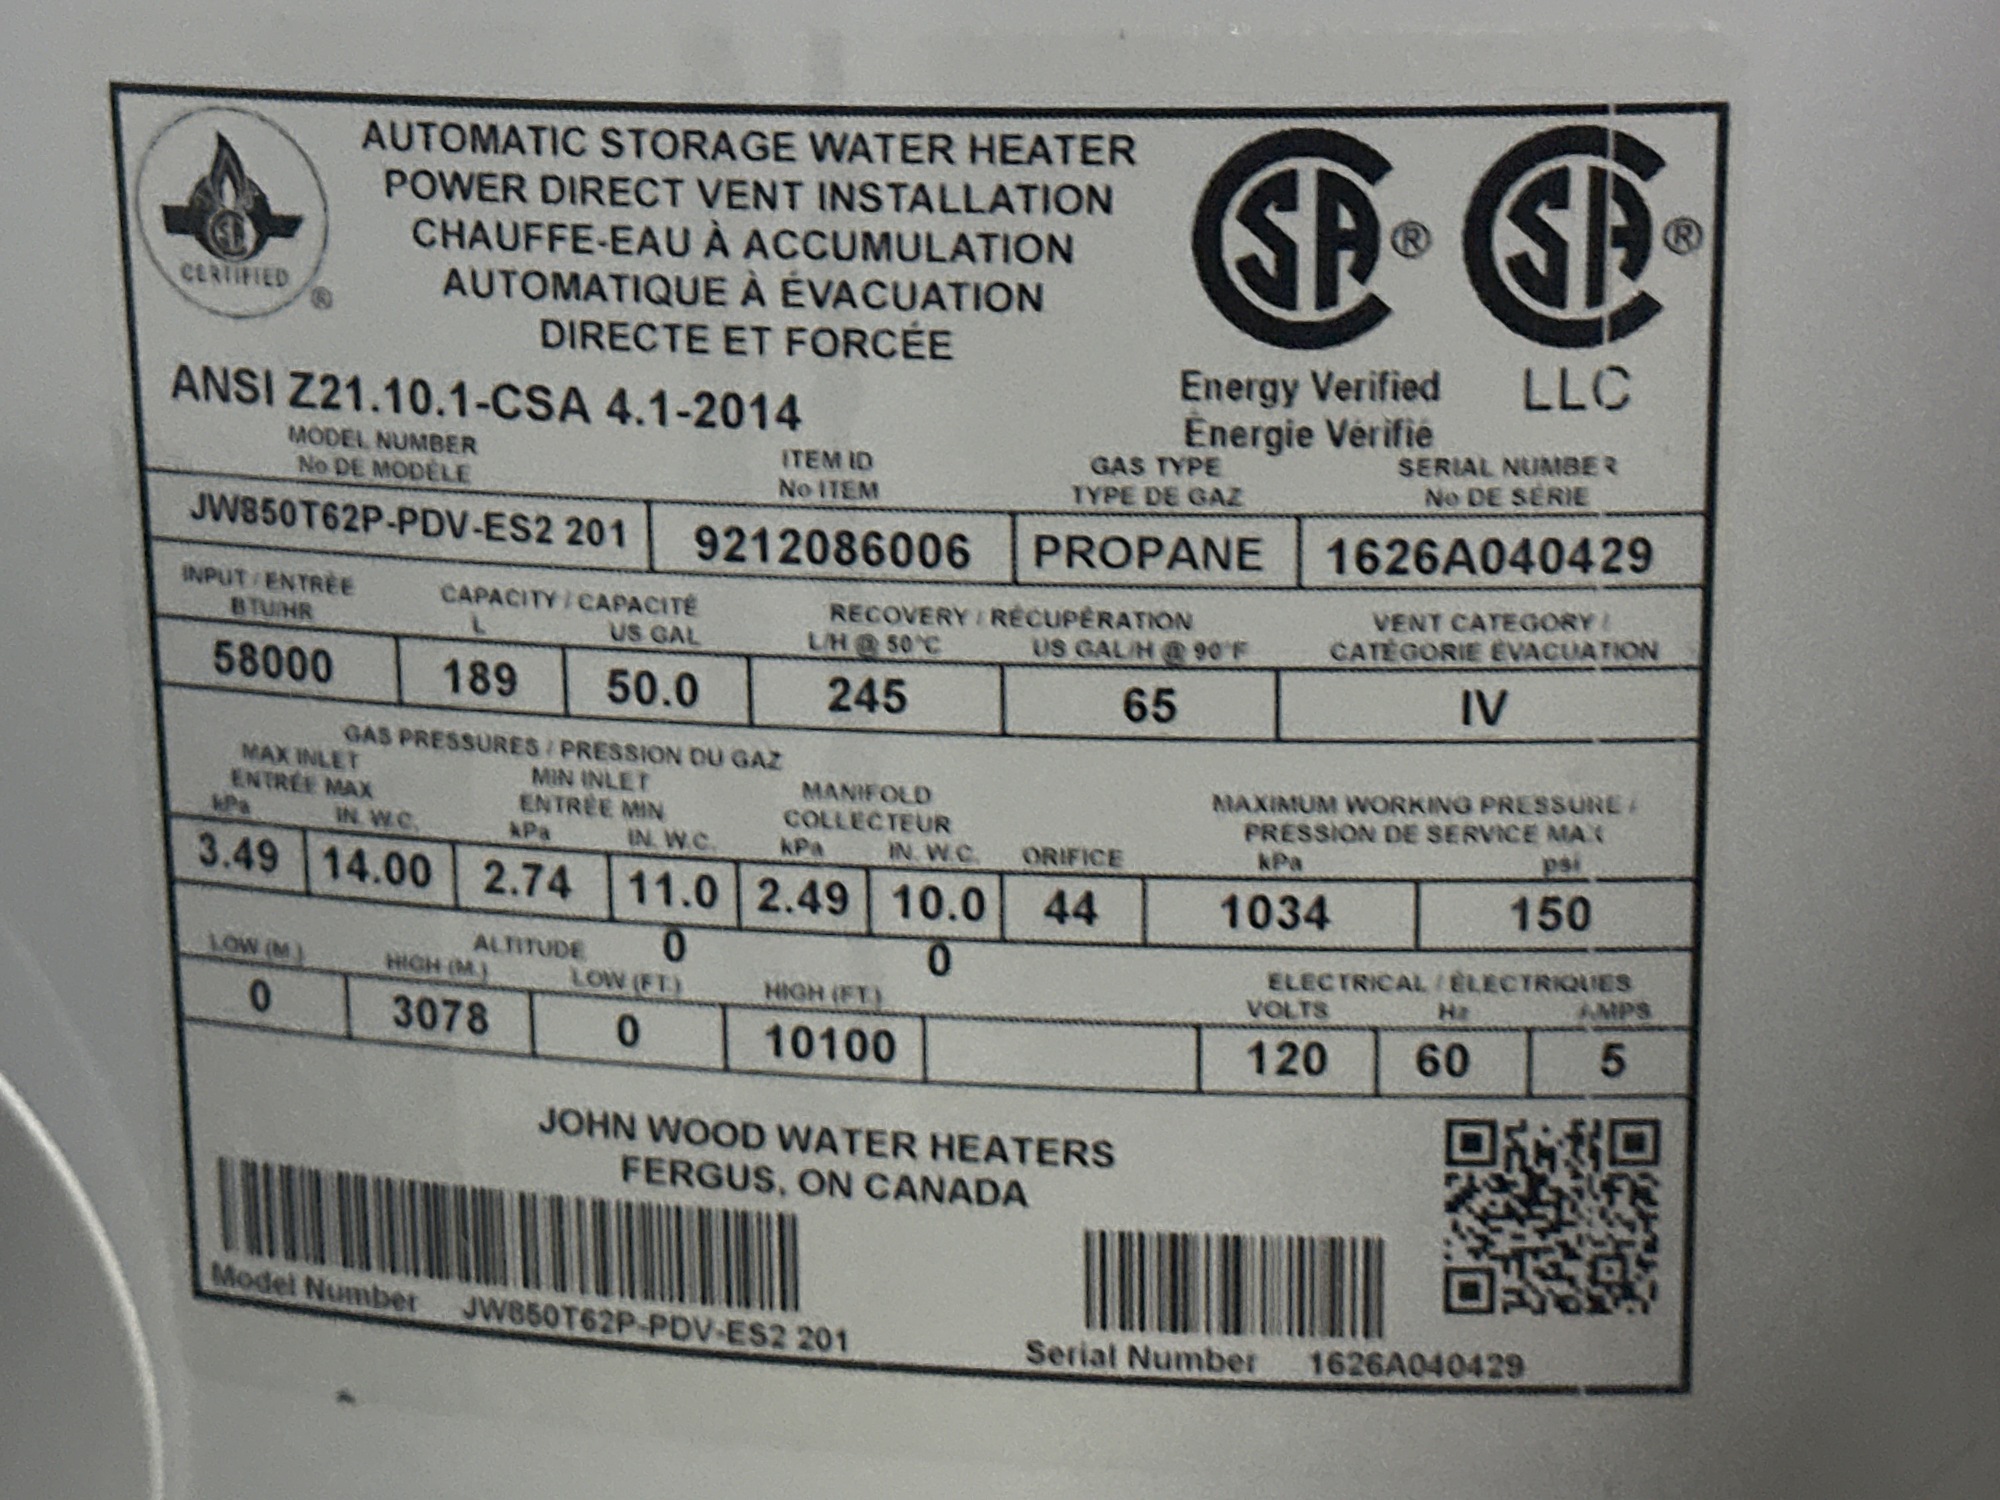 AUTOMATIC STORAGE WATER HEATER
POWER DIRECT VENT INSTALLATION
CHAUFFE-EAU À ACCUMULATION
AUTOMATIQUE À ÉVACUATION
DIRECTE ET FORCÉE
CERTIFIED ®
CSA ® CSA ®
Energy Verified LLC
Énergie Vérifié
ANSI Z21.10.1-CSA 4.1-2014
MODEL NUMBER ITEM ID GAS TYPE SERIAL NUMBER
No DE MODÈLE No ITEM TYPE DE GAZ No DE SÉRIE
JW850T62P-PDV-ES2 201 9212086006 PROPANE 1626A040429
INPUT / ENTRÉE CAPACITY / CAPACITÉ RECOVERY / RÉCUPÉRATION VENT CATEGORY /
BTU/HR L US GAL L/H @ 50°C US GAL/H @ 90°F CATÉGORIE ÉVACUATION
58000 189 50.0 245 65 IV
GAS PRESSURES / PRESSION DU GAZ
MAX INLET MIN INLET MANIFOLD MAXIMUM WORKING PRESSURE /
ENTRÉE MAX ENTRÉE MIN COLLECTEUR PRESSION DE SERVICE MAX
kPa IN. W.C. kPa IN. W.C. kPa IN. W.C. ORIFICE kPa psi
3.49 14.00 2.74 11.0 2.49 10.0 44 1034 150
ALTITUDE 0 0 ELECTRICAL / ÉLECTRIQUES
LOW (M.) HIGH (M.) LOW (FT.) HIGH (FT.) VOLTS Hz AMPS
0 3078 0 10100 120 60 5
JOHN WOOD WATER HEATERS
FERGUS, ON CANADA
Model Number JW850T62P-PDV-ES2 201
Serial Number 1626A040429